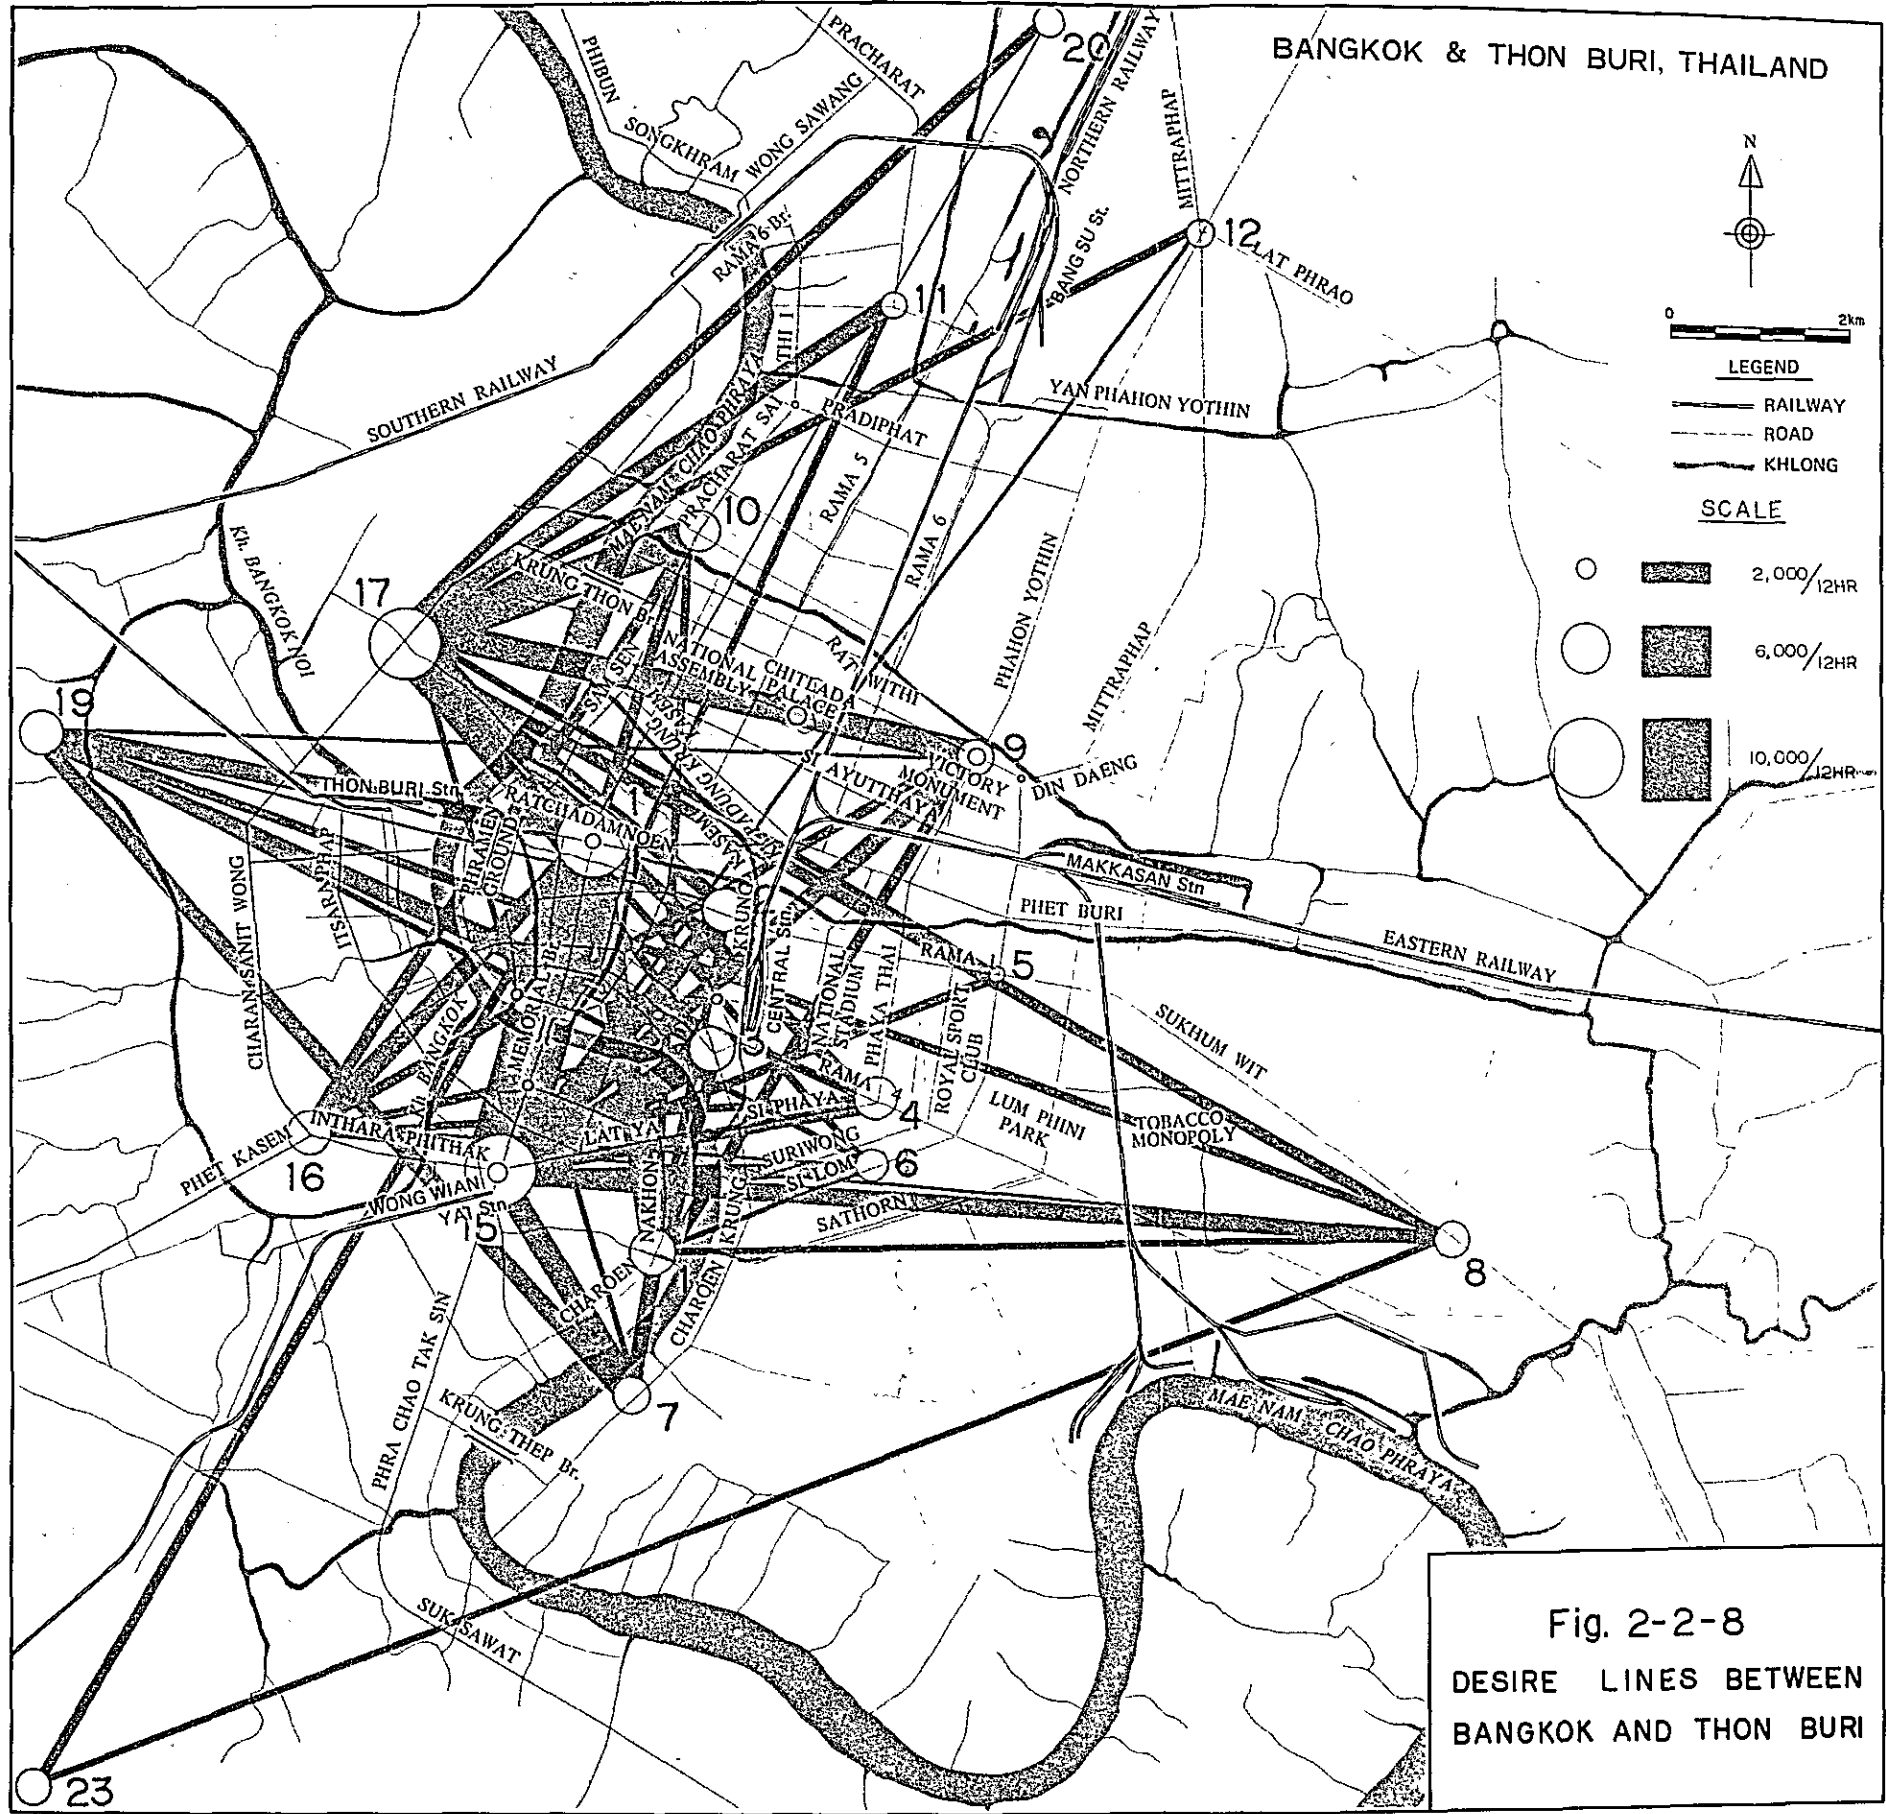 BANGKOK & THON BURI, THAILAND
N
0 2km
LEGEND
RAILWAY
ROAD
KHLONG
SCALE
2,000/12HR
6,000/12HR
10,000/12HR
20
PHIBUN
SONGKHRAM
PRACHARAT
WONG SAWANG
NORTHERN RAILWAY
MITTRAPHAP
RAMA 6 Br.
BANG SU St.
12
LAT PHRAO
11
SOUTHERN RAILWAY
MAE NAM CHAO PHRAYA
PRACHARAT SAI
PRADIPHAT
YAN PHAHON YOTHIN
RAMA 5
RAMA 6
10
Kh. BANGKOK NOI
17
KRUNG THON Br.
NATIONAL
ASSEMBLY
CHITLADA
PALACE
RAT WITHI
PHAHON YOTHIN
MITTRAPHAP
SAM SEN
19
9
VICTORY
MONUMENT
DIN DAENG
SI AYUTTHAYA
THON BURI Stn.
RATCHADAMNOEN
1
PHRAMEN
GROUND
MAKKASAN Stn
PHET BURI
EASTERN RAILWAY
CHARAN SANIT WONG
ITSARAPHAP
CENTRAL Stn.
NATIONAL
STADIUM
PHAYA THAI
RAMA 1
5
ROYAL SPORT
CLUB
SUKHUM WIT
MEMORIAL Br.
3
RAMA 4
4
SI PHAYA
LUM PHINI
PARK
TOBACCO
MONOPOLY
PHET KASEM
INTHARA PHITHAK
LAT YA
16
SURIWONG
SI LOM
6
SATHORN
WONG WIAN
YAI Stn.
15
CHAROEN
NAKHON
CHAROEN KRUNG
8
PHRA CHAO TAK SIN
KRUNG THEP Br.
7
MAE NAM CHAO PHRAYA
SUK SAWAT
23
Fig. 2-2-8
DESIRE LINES BETWEEN
BANGKOK AND THON BURI